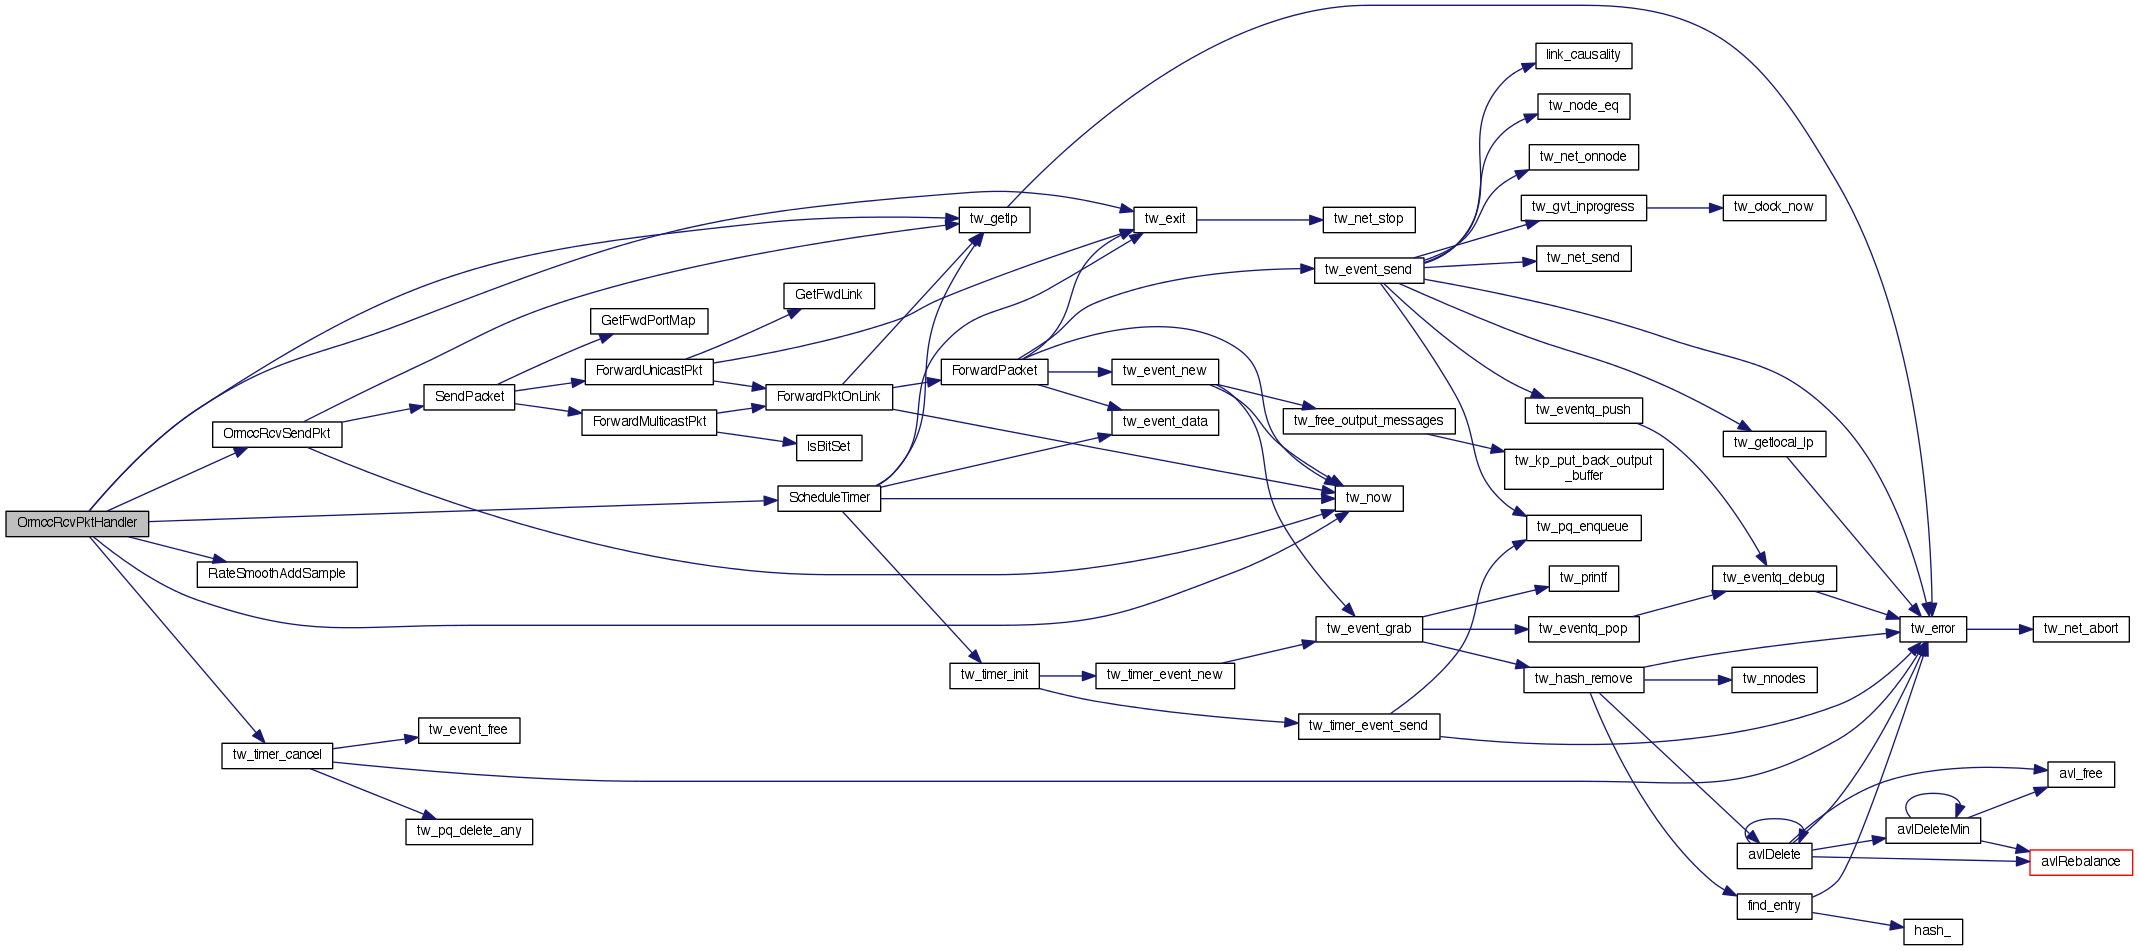 link_causality
tw_node_eq
tw_net_onnode
tw_gvt_inprogress
tw_clock_now
tw_getlp
tw_exit
tw_net_stop
tw_net_send
tw_event_send
GetFwdLink
GetFwdPortMap
ForwardUnicastPkt
ForwardPacket
tw_event_new
SendPacket
ForwardPktOnLink
tw_eventq_push
ForwardMulticastPkt
tw_event_data
tw_free_output_messages
OrmccRcvSendPkt
IsBitSet
tw_getlocal_lp
tw_kp_put_back_output
_buffer
ScheduleTimer
tw_now
OrmccRcvPktHandler
tw_pq_enqueue
RateSmoothAddSample
tw_printf
tw_eventq_debug
tw_event_grab
tw_eventq_pop
tw_error
tw_net_abort
tw_timer_init
tw_timer_event_new
tw_hash_remove
tw_nnodes
tw_event_free
tw_timer_event_send
tw_timer_cancel
avl_free
tw_pq_delete_any
avlDeleteMin
avlDelete
avlRebalance
find_entry
hash_